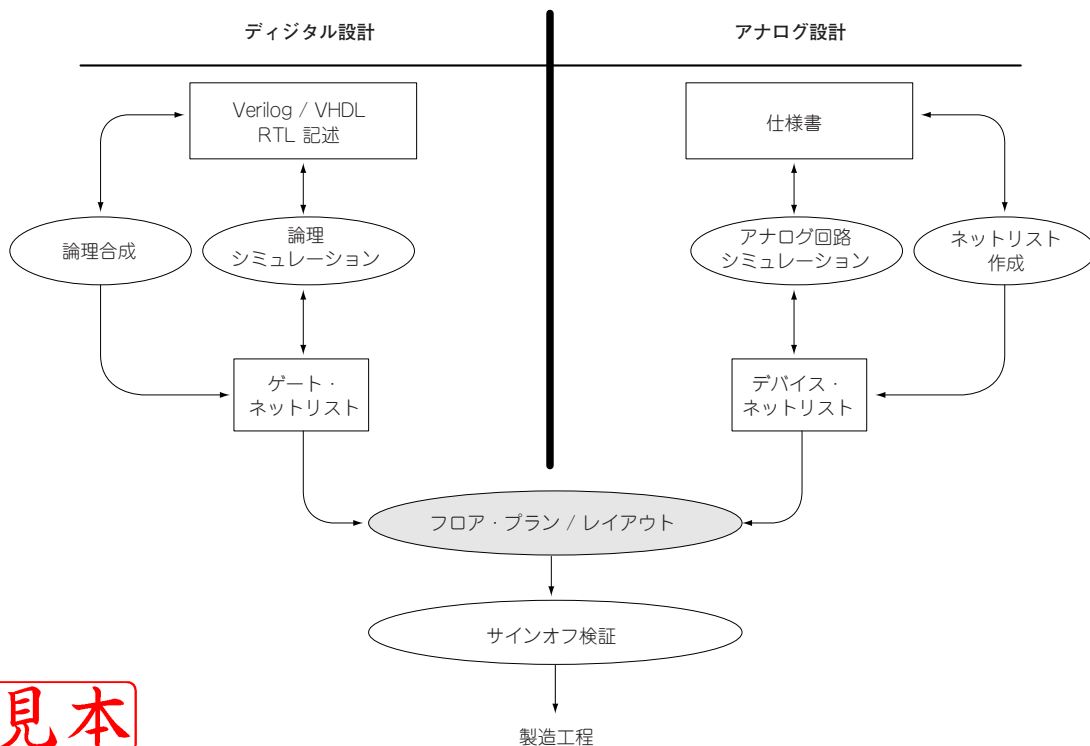 ディジタル設計
アナログ設計
Verilog / VHDL
RTL 記述
仕様書
論理合成
論理
シミュレーション
アナログ回路
シミュレーション
ネットリスト
作成
ゲート・
ネットリスト
デバイス・
ネットリスト
フロア・プラン / レイアウト
サインオフ検証
見本
製造工程